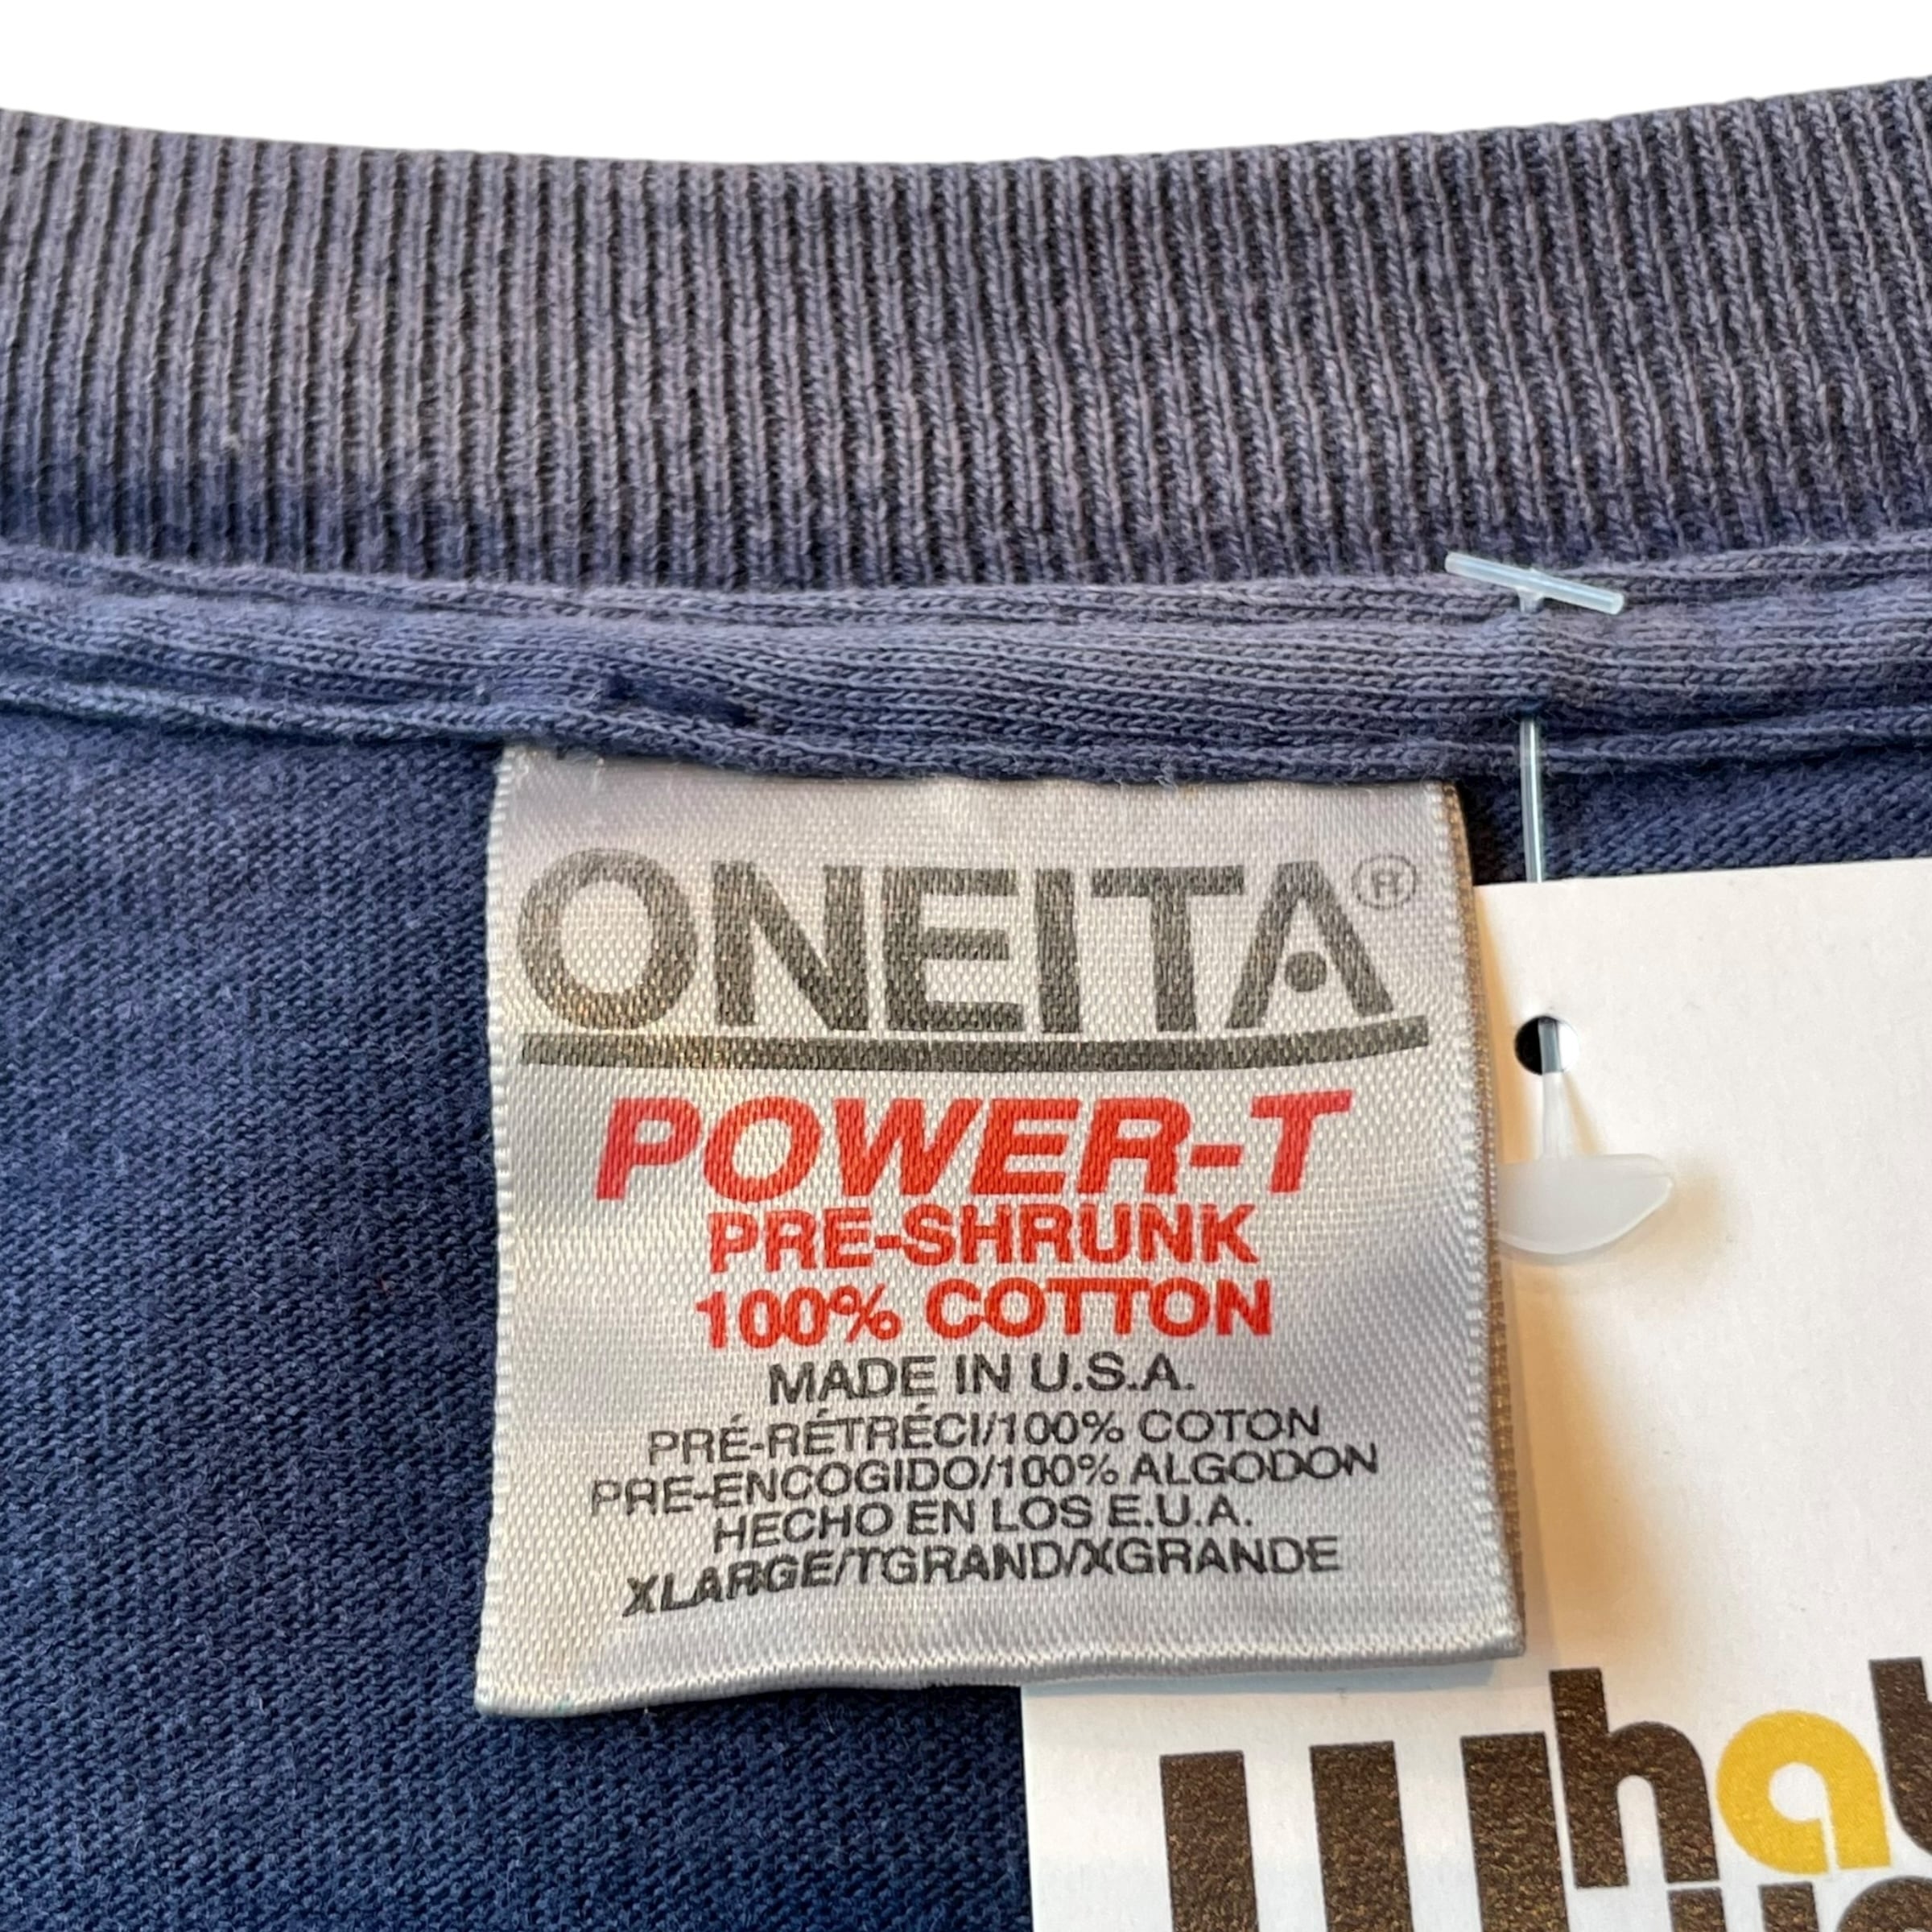 ONEITA®
POWER-T
PRE-SHRUNK
100% COTTON
MADE IN U.S.A.
PRÉ-RÉTRÉCI/100% COTON
PRE-ENCOGIDO/100% ALGODON
HECHO EN LOS E.U.A.
XLARGE/TGRAND/XGRANDE